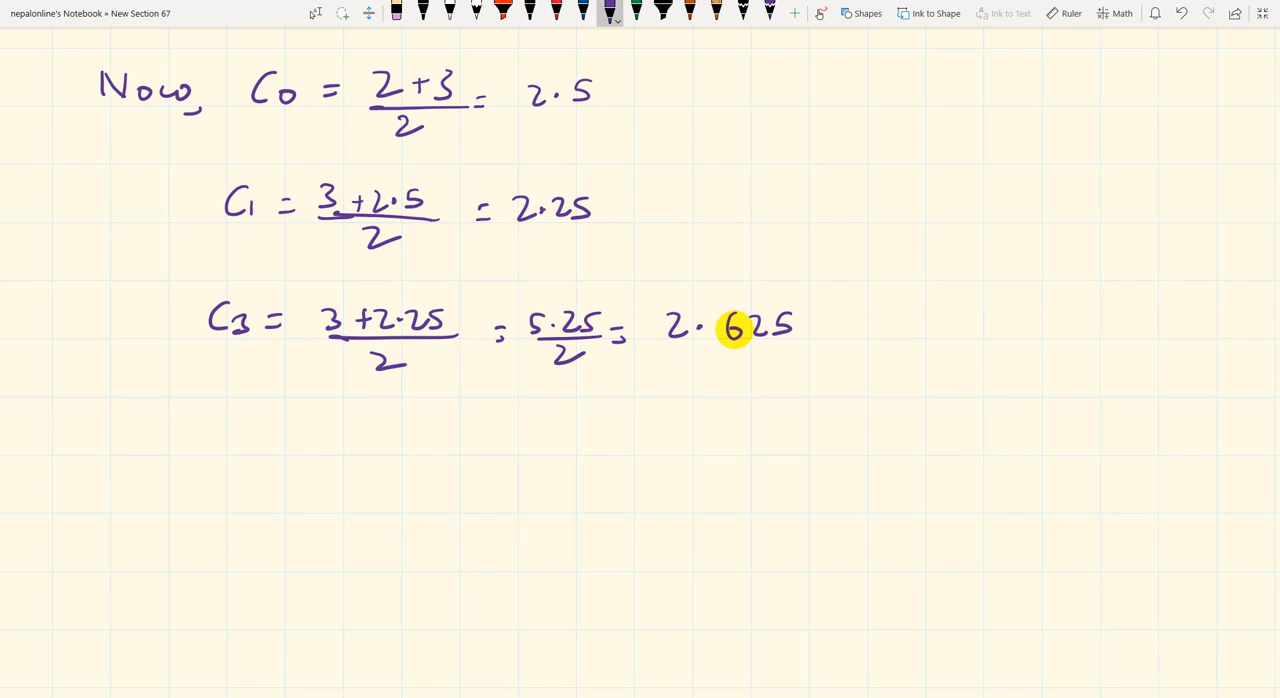 nepalonline's Notebook » New Section 67
Shapes Ink to Shape Ink to Text Ruler Math
Now, C0 = 2+3/2 = 2.5
C1 = 3+2.5/2 = 2.25
C3 = 3+2.25/2 = 5.25/2 = 2.625